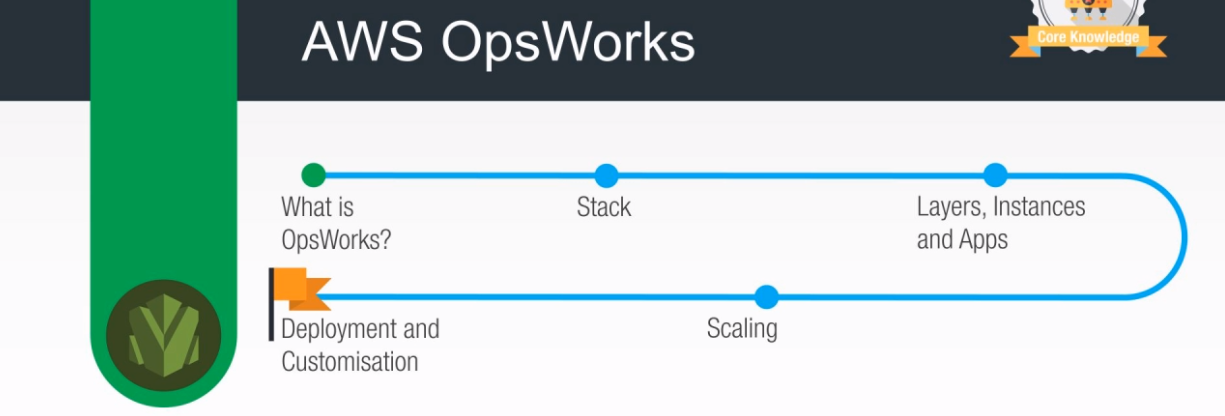 AWS OpsWorks
Core Knowledge
What is
OpsWorks?
Stack
Layers, Instances
and Apps
Deployment and
Customisation
Scaling